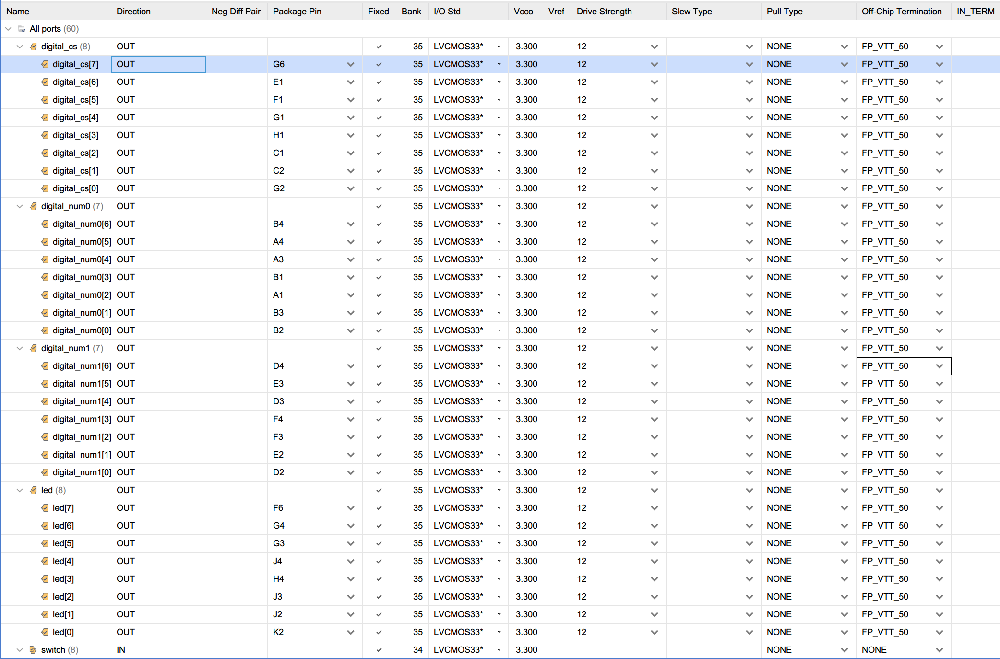 Name Direction Neg Diff Pair Package Pin Fixed Bank I/O Std Vcco Vref Drive Strength Slew Type Pull Type Off-Chip Termination IN_TERM
All ports (60)
digital_cs (8) OUT 35 LVCMOS33* 3.300 12 NONE FP_VTT_50
digital_cs[7] OUT G6 35 LVCMOS33* 3.300 12 NONE FP_VTT_50
digital_cs[6] OUT E1 35 LVCMOS33* 3.300 12 NONE FP_VTT_50
digital_cs[5] OUT F1 35 LVCMOS33* 3.300 12 NONE FP_VTT_50
digital_cs[4] OUT G1 35 LVCMOS33* 3.300 12 NONE FP_VTT_50
digital_cs[3] OUT H1 35 LVCMOS33* 3.300 12 NONE FP_VTT_50
digital_cs[2] OUT C1 35 LVCMOS33* 3.300 12 NONE FP_VTT_50
digital_cs[1] OUT C2 35 LVCMOS33* 3.300 12 NONE FP_VTT_50
digital_cs[0] OUT G2 35 LVCMOS33* 3.300 12 NONE FP_VTT_50
digital_num0 (7) OUT 35 LVCMOS33* 3.300 12 NONE FP_VTT_50
digital_num0[6] OUT B4 35 LVCMOS33* 3.300 12 NONE FP_VTT_50
digital_num0[5] OUT A4 35 LVCMOS33* 3.300 12 NONE FP_VTT_50
digital_num0[4] OUT A3 35 LVCMOS33* 3.300 12 NONE FP_VTT_50
digital_num0[3] OUT B1 35 LVCMOS33* 3.300 12 NONE FP_VTT_50
digital_num0[2] OUT A1 35 LVCMOS33* 3.300 12 NONE FP_VTT_50
digital_num0[1] OUT B3 35 LVCMOS33* 3.300 12 NONE FP_VTT_50
digital_num0[0] OUT B2 35 LVCMOS33* 3.300 12 NONE FP_VTT_50
digital_num1 (7) OUT 35 LVCMOS33* 3.300 12 NONE FP_VTT_50
digital_num1[6] OUT D4 35 LVCMOS33* 3.300 12 NONE FP_VTT_50
digital_num1[5] OUT E3 35 LVCMOS33* 3.300 12 NONE FP_VTT_50
digital_num1[4] OUT D3 35 LVCMOS33* 3.300 12 NONE FP_VTT_50
digital_num1[3] OUT F4 35 LVCMOS33* 3.300 12 NONE FP_VTT_50
digital_num1[2] OUT F3 35 LVCMOS33* 3.300 12 NONE FP_VTT_50
digital_num1[1] OUT E2 35 LVCMOS33* 3.300 12 NONE FP_VTT_50
digital_num1[0] OUT D2 35 LVCMOS33* 3.300 12 NONE FP_VTT_50
led (8) OUT 35 LVCMOS33* 3.300 12 NONE FP_VTT_50
led[7] OUT F6 35 LVCMOS33* 3.300 12 NONE FP_VTT_50
led[6] OUT G4 35 LVCMOS33* 3.300 12 NONE FP_VTT_50
led[5] OUT G3 35 LVCMOS33* 3.300 12 NONE FP_VTT_50
led[4] OUT J4 35 LVCMOS33* 3.300 12 NONE FP_VTT_50
led[3] OUT H4 35 LVCMOS33* 3.300 12 NONE FP_VTT_50
led[2] OUT J3 35 LVCMOS33* 3.300 12 NONE FP_VTT_50
led[1] OUT J2 35 LVCMOS33* 3.300 12 NONE FP_VTT_50
led[0] OUT K2 35 LVCMOS33* 3.300 12 NONE FP_VTT_50
switch (8) IN 34 LVCMOS33* 3.300 NONE NONE